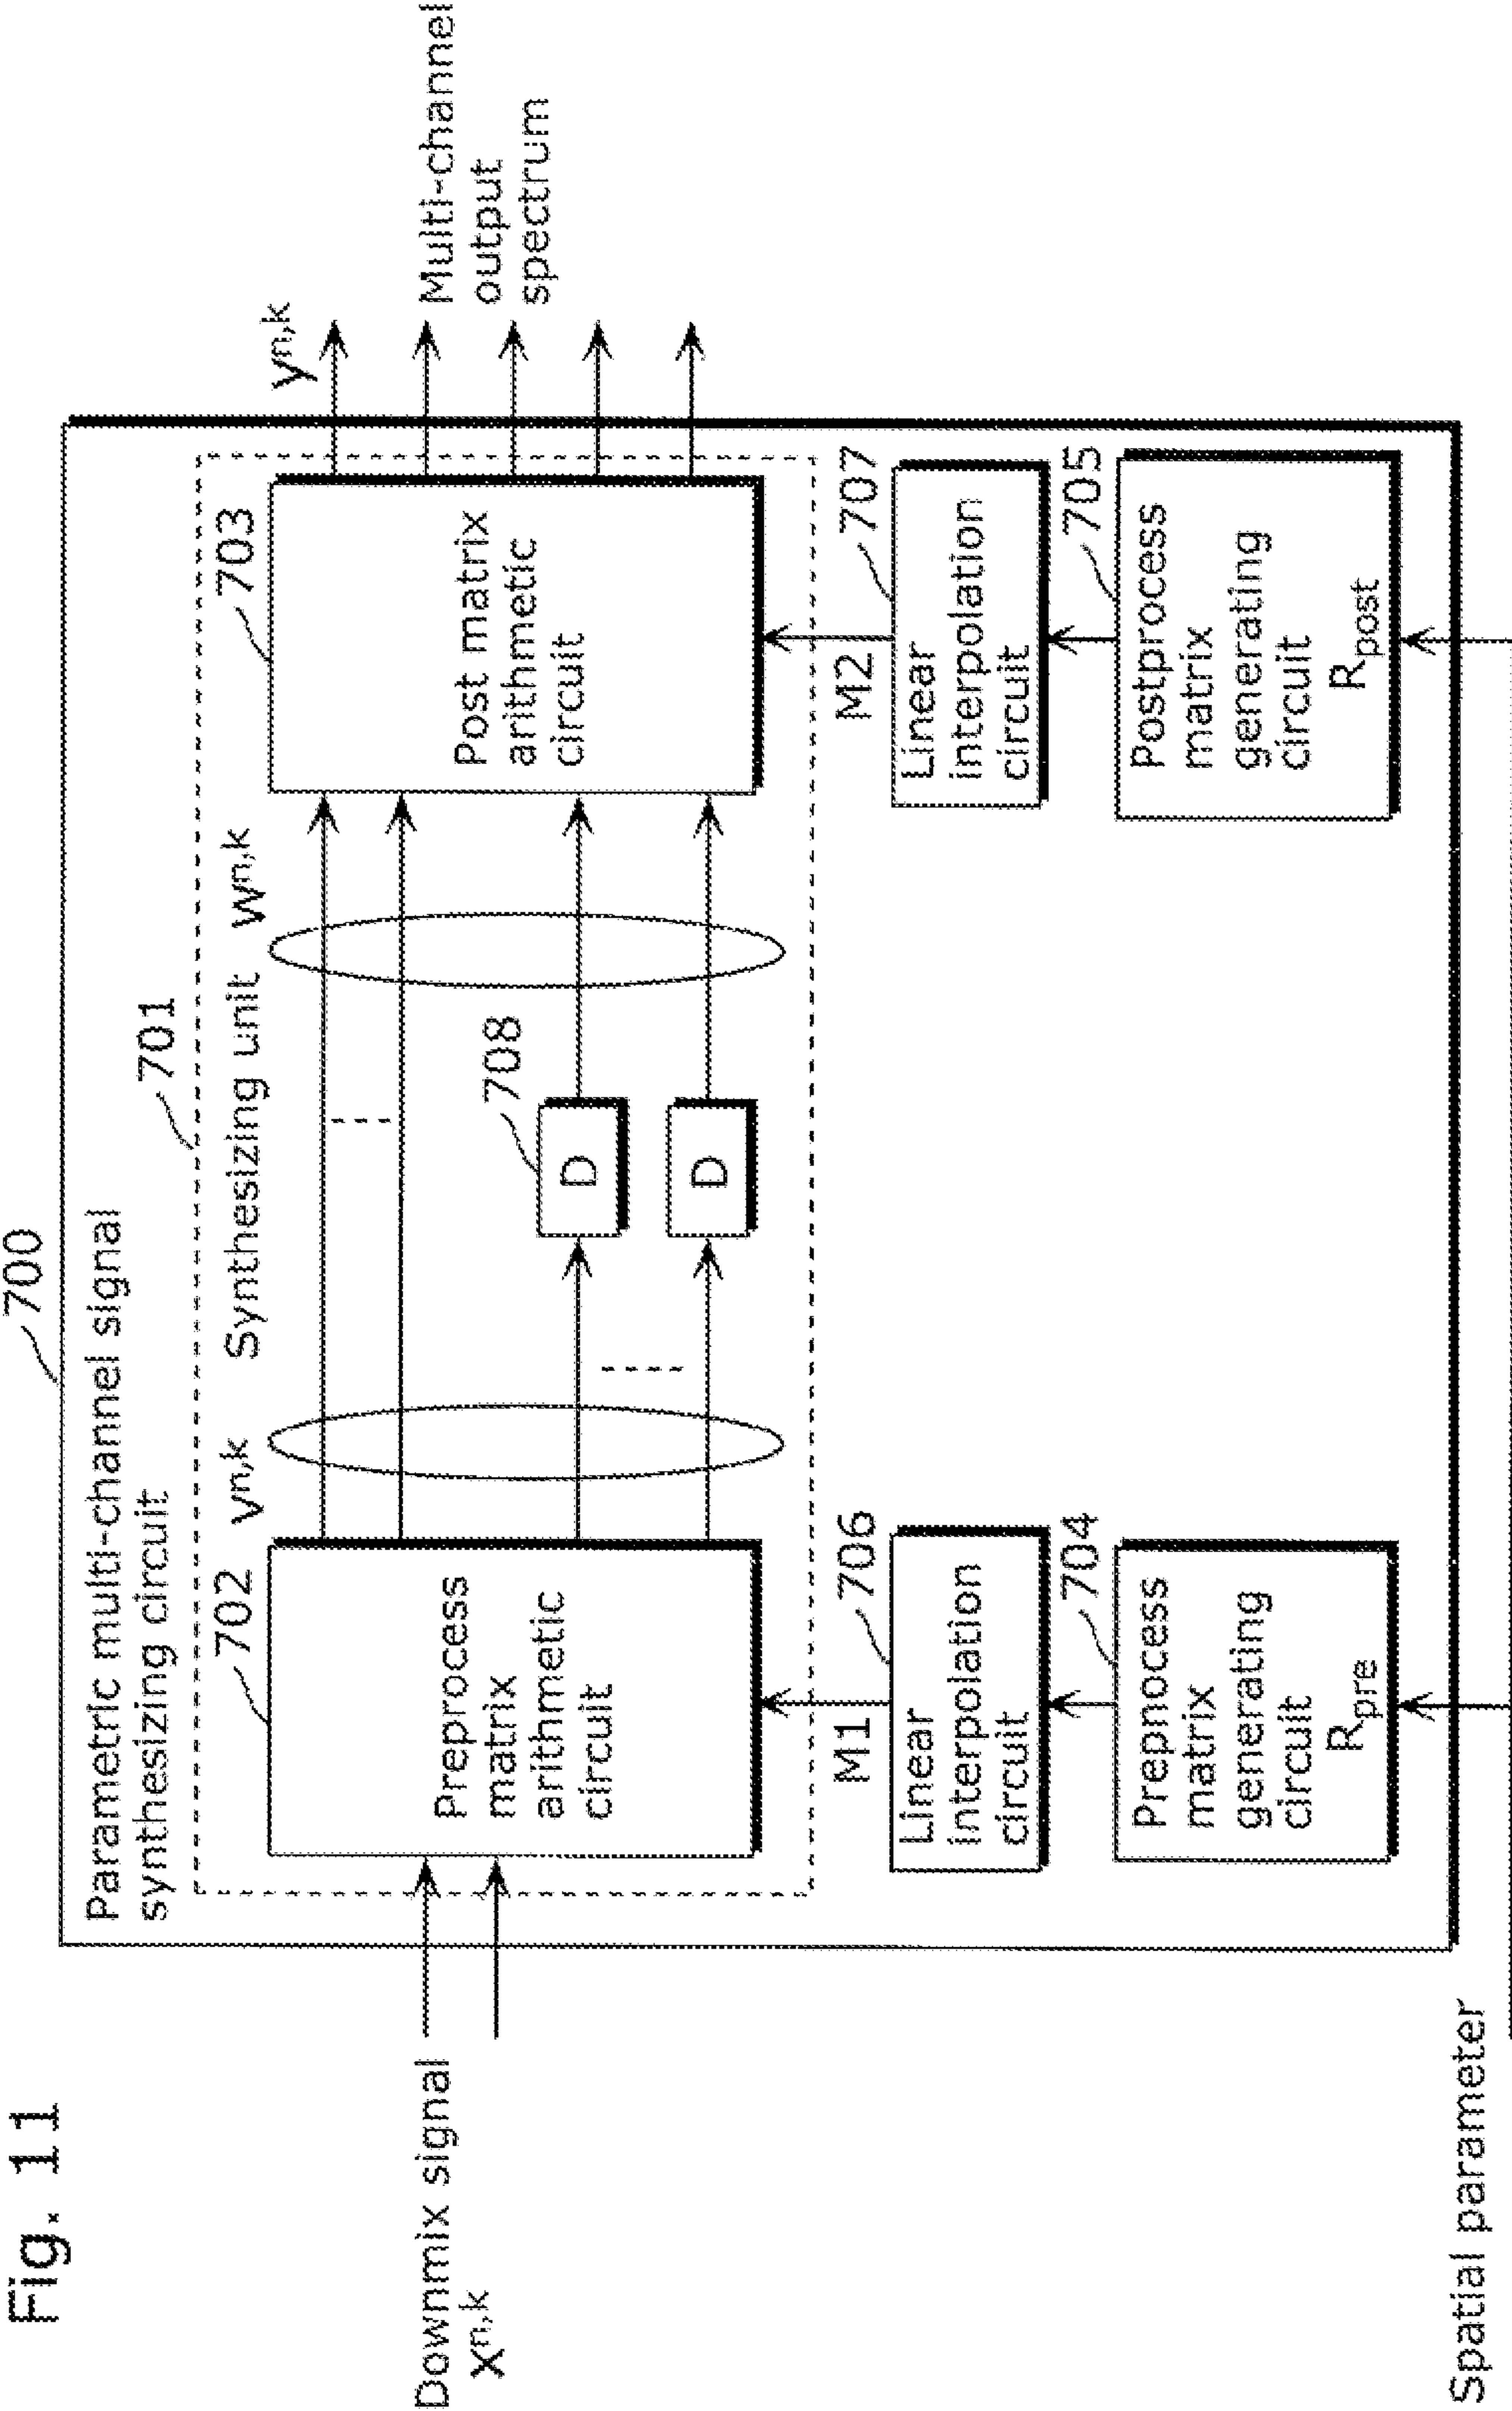 Fig. 11
700
Parametric multi-channel signal
synthesizing circuit
701
702
Vn,k
Synthesizing unit
Wn,k
703
yn,k
Preprocess
matrix
arithmetic
circuit
708
D
D
Post matrix
arithmetic
circuit
Multi-channel
output
spectrum
Downmix signal
xn,k
M1
706
M2
707
Linear
interpolation
circuit
Linear
interpolation
circuit
704
705
Prepnocess
matrix
generating
circuit
Rpre
Postprocess
matrix
generating
circuit
Rpost
Spatial parameter